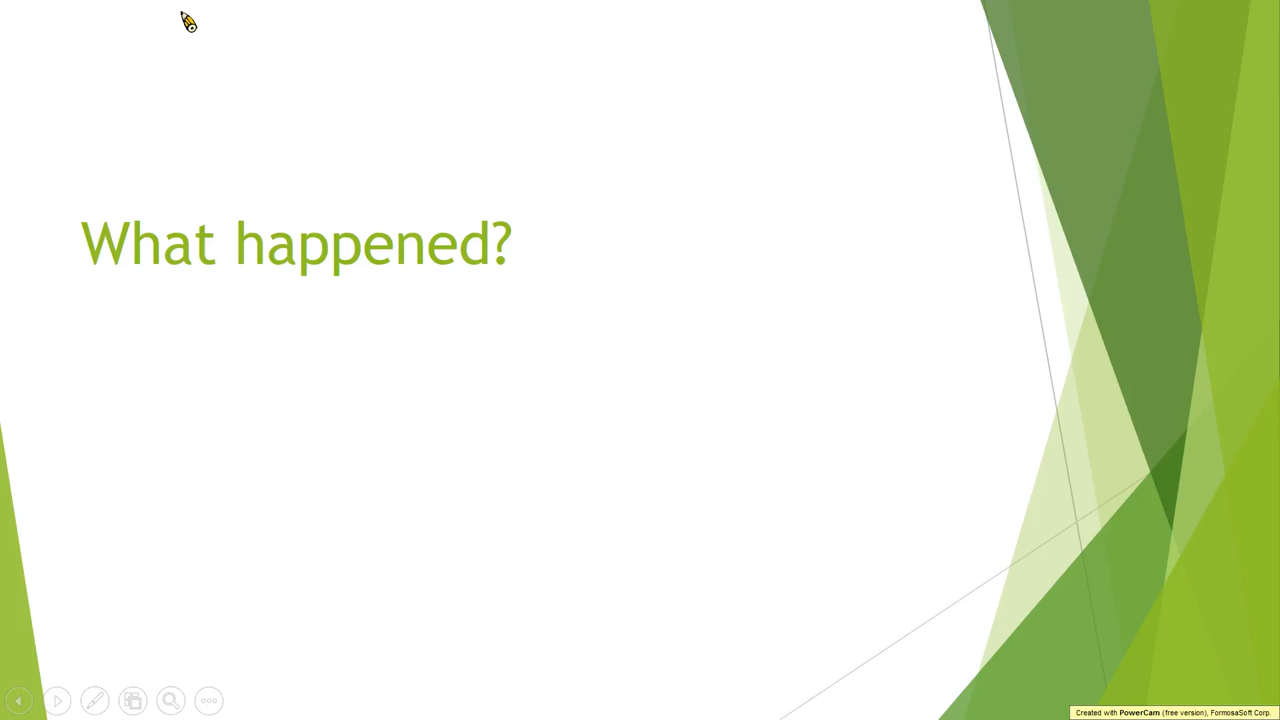 What happened?
Created with PowerCam (free version), FormosaSoft Corp.